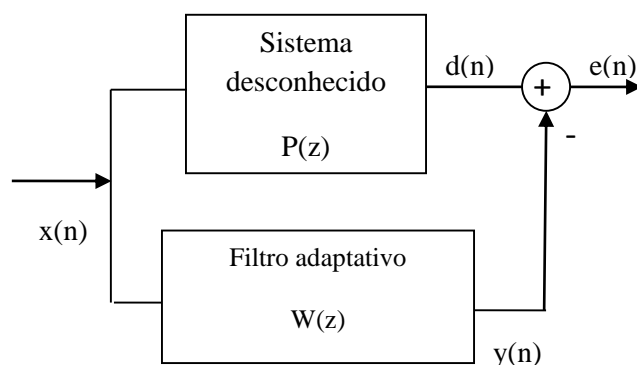 Sistema
desconhecido
P(z)
d(n)
e(n)
+
-
x(n)
Filtro adaptativo
W(z)
y(n)